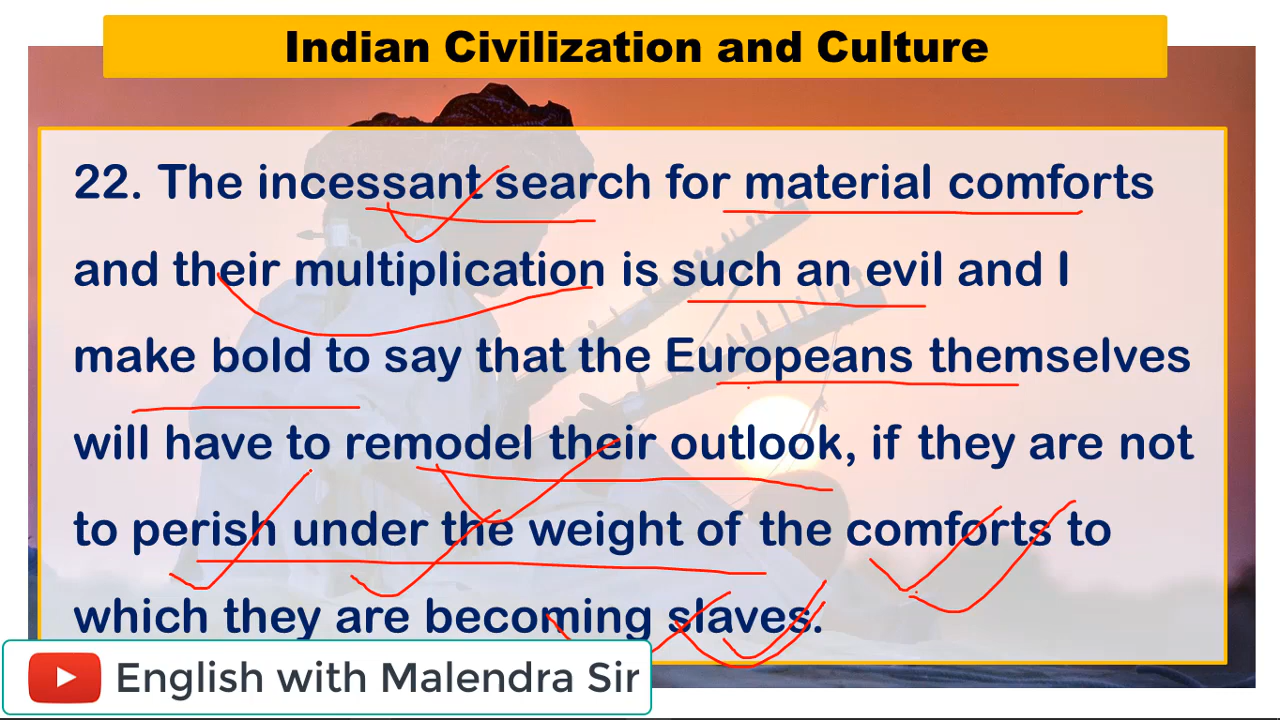 Indian Civilization and Culture
22. The incessant search for material comforts
and their multiplication is such an evil and I
make bold to say that the Europeans themselves
will have to remodel their outlook, if they are not
to perish under the weight of the comforts to
which they are becoming slaves.
English with Malendra Sir